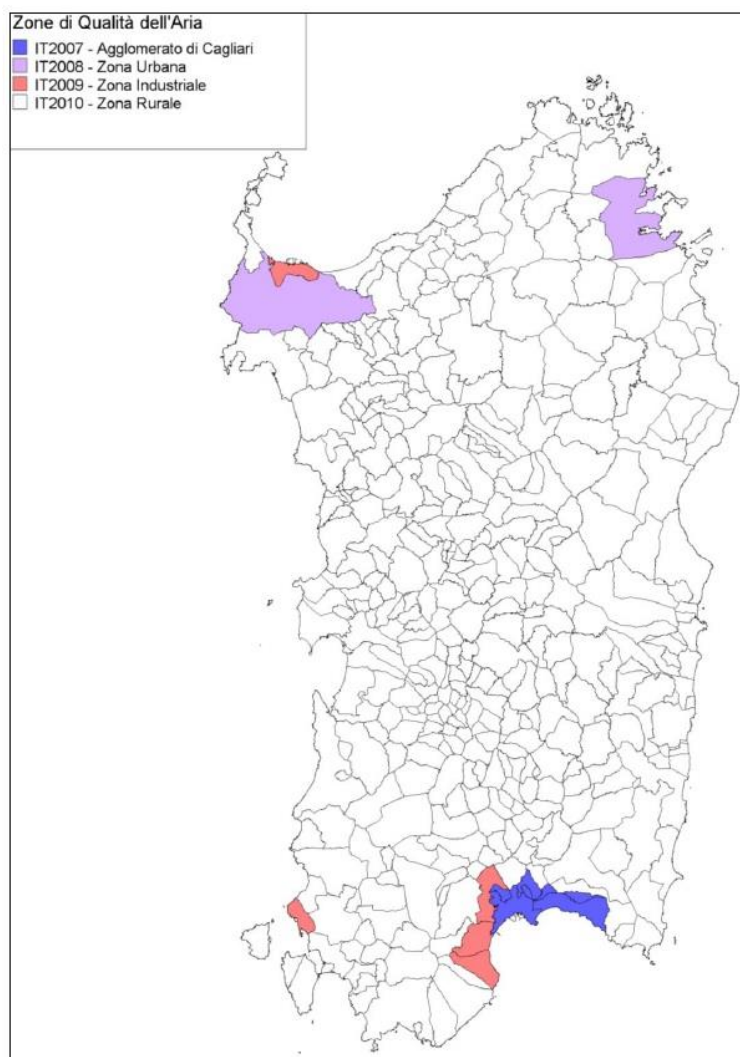 Zone di Qualità dell'Aria
IT2007 - Agglomerato di Cagliari
IT2008 - Zona Urbana
IT2009 - Zona Industriale
IT2010 - Zona Rurale